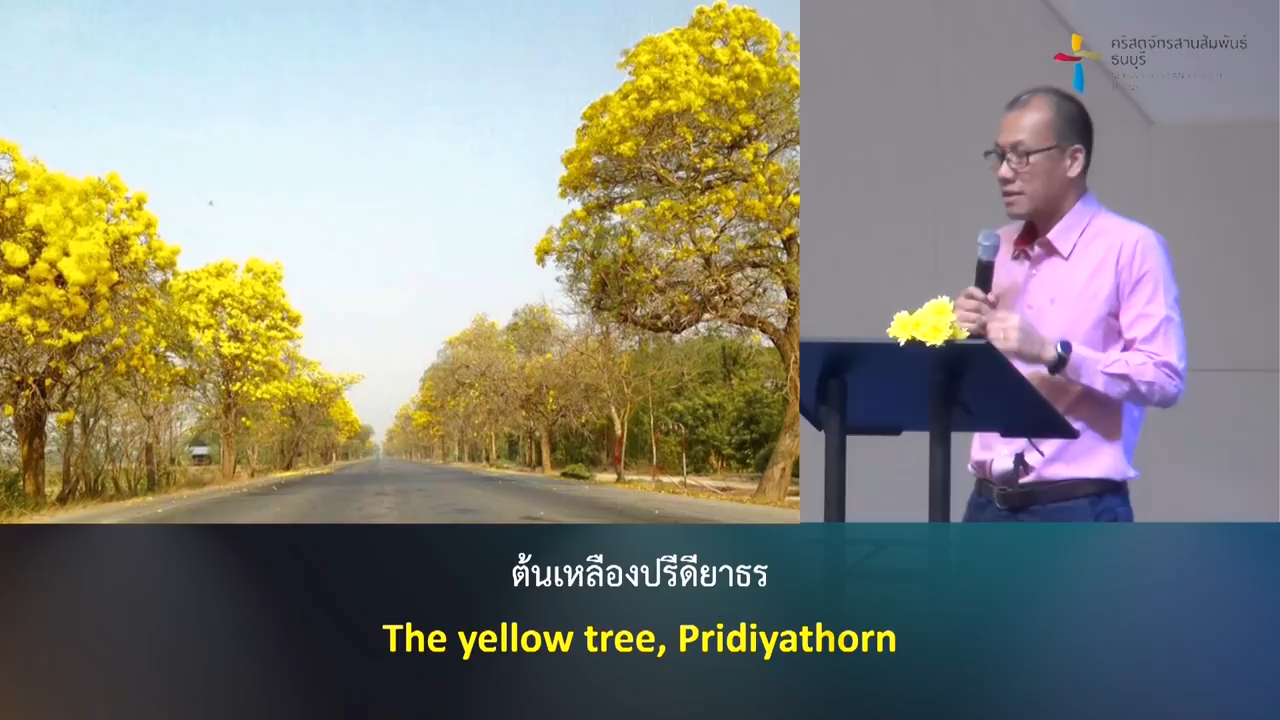 คริสตจักรสานสัมพันธ์
ธนบุรี
ต้นเหลืองปรีดียาธร
The yellow tree, Pridiyathorn